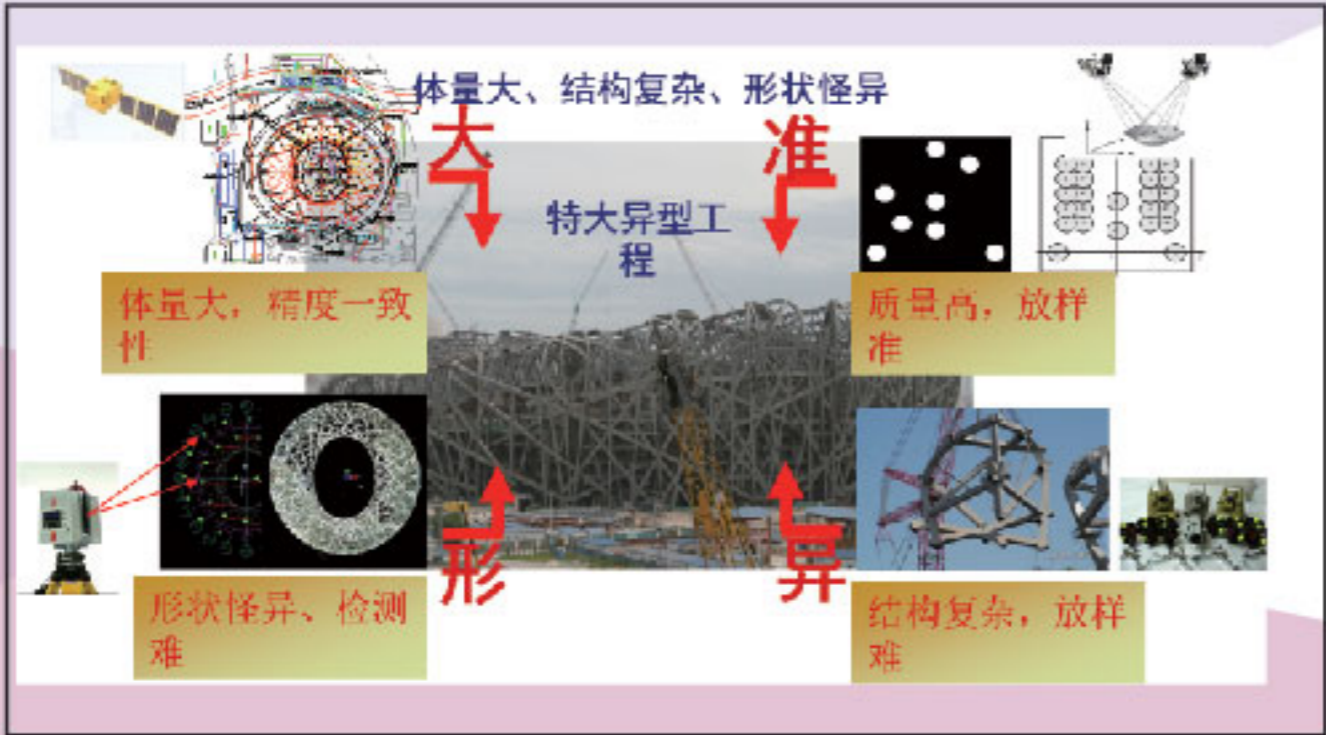 体量大、结构复杂、形状怪异
大
准
特大异型工
程
体量大，精度一致
性
质量高，放样
准
形
异
形状怪异、检测
难
结构复杂，放样
难